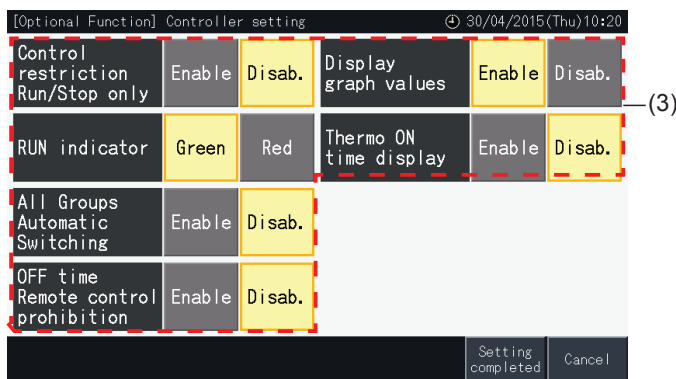 [Optional Function] Controller setting 30/04/2015(Thu)10:20
Control
restriction
Run/Stop only
Enable
Disab.
Display
graph values
Enable
Disab.
(3)
RUN indicator
Green
Red
Thermo ON
time display
Enable
Disab.
All Groups
Automatic
Switching
Enable
Disab.
OFF time
Remote control
prohibition
Enable
Disab.
Setting
completed
Cancel